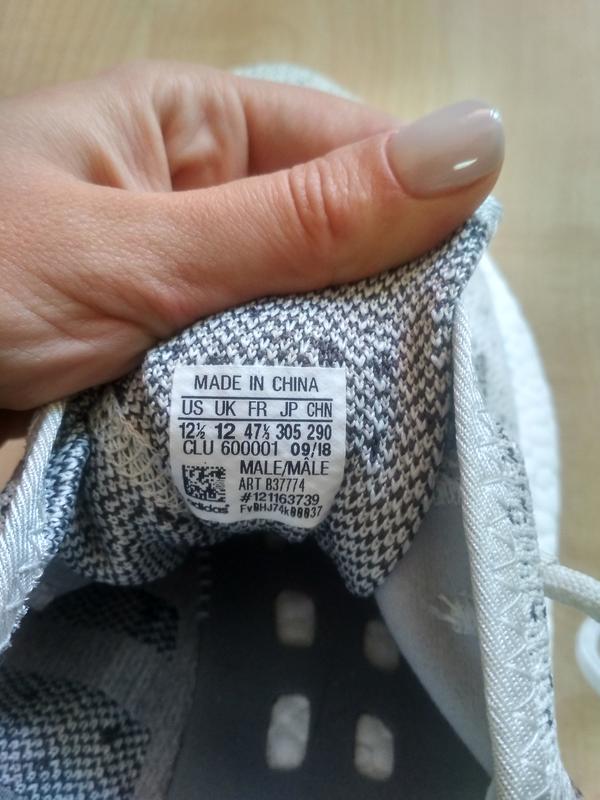 MADE IN CHINA
US UK FR JP CHN
12½ 12 47⅓ 305 290
CLU 600001 09/18
MALE/MÂLE
ART B37774
#121163739
adidas